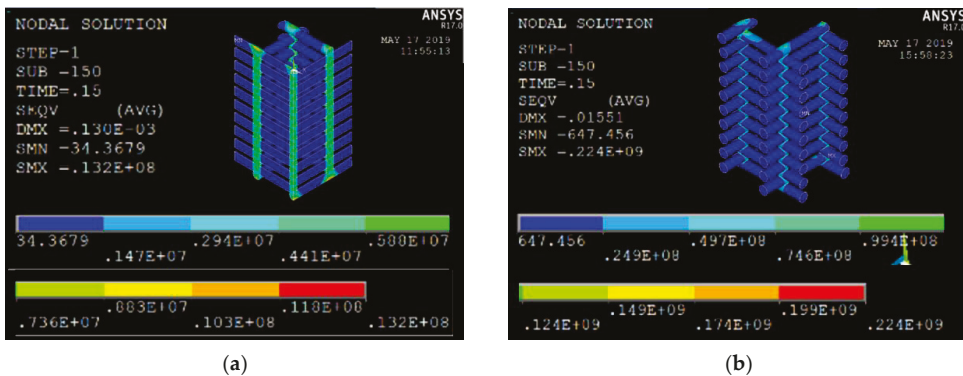 NODAL SOLUTION
STEP-1
SUB -150
TIME=.15
SEQV (AVG)
DMX =.130E-03
SMN-34.3679
SMX -.132E+08
ANSYS
R17.0
MAY 17 2019
11:55:13
34.3679
.147E+07
.294E+07
.441E+07
.588E+07
.736E+07
.883E+07
.103E+08
.118E+08
.132E+08
(a)
NODAL SOLUTION
STEP-1
SUB -150
TIME=.15
SEQV (AVG)
DMX -.01551
SMN -647.456
SMX -.224E+09
ANSYS
R17.0
MAY 17 2019
15:58:23
MN
647.456
.249E+08
.497E+08
.746E+08
.994E+08
.124E+09
.149E+09
.174E+09
.199E+09
.224E+09
(b)